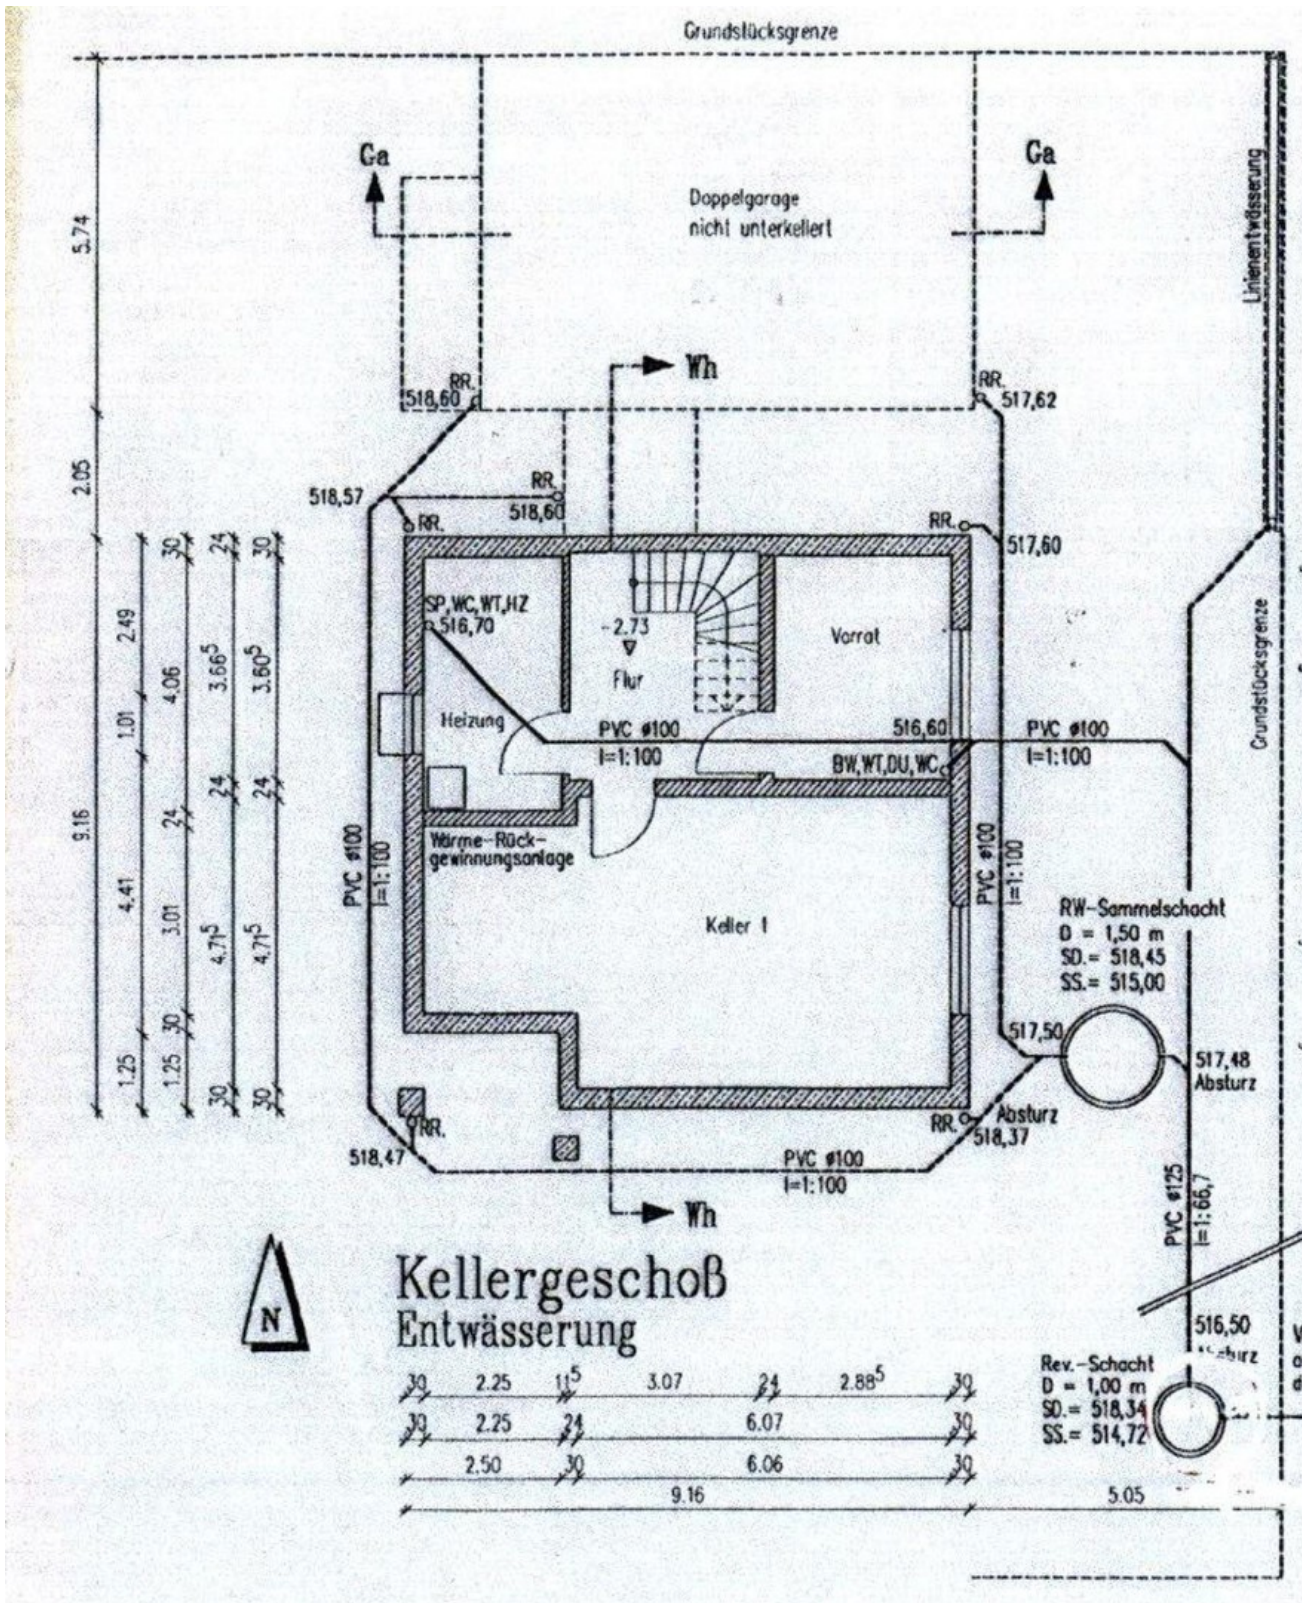 Grundstücksgrenze
Ga
Ga
Doppelgarage
nicht unterkellert
Linienentwässerung
5.74
Wh
RR.
518,60
RR.
517,62
2.05
518,57
RR.
518,60
RR.
RR.
517,60
30
24
30
2.49
4.06
3.66⁵
3.60⁵
SP,WC,WT,HZ
516,70
-2.73
Flur
Vorrat
Grundstücksgrenze
1.01
Heizung
PVC ø100
I=1:100
516,60
BW,WT,DU,WC
PVC ø100
I=1:100
24
24
24
9.16
Wärme-Rück-
gewinnungsanlage
PVC ø100
I=1:100
PVC ø100
I=1:100
4.41
3.01
4.71⁵
4.71⁵
Keller 1
RW-Sammelschacht
D = 1,50 m
SD.= 518,45
SS.= 515,00
30
517,50
517,48
Absturz
1.25
1.25
30
30
RR.
518,47
RR.
Absturz
518,37
PVC ø100
I=1:100
PVC ø125
I=1:66,7
Wh
N
Kellergeschoß
Entwässerung
516,50
Rev.-Schacht
D = 1,00 m
SD.= 518,34
SS.= 514,72
30 2.25 11⁵ 3.07 24 2.88⁵ 30
30 2.25 24 6.07 30
2,50 30 6.06 30
9.16 5.05